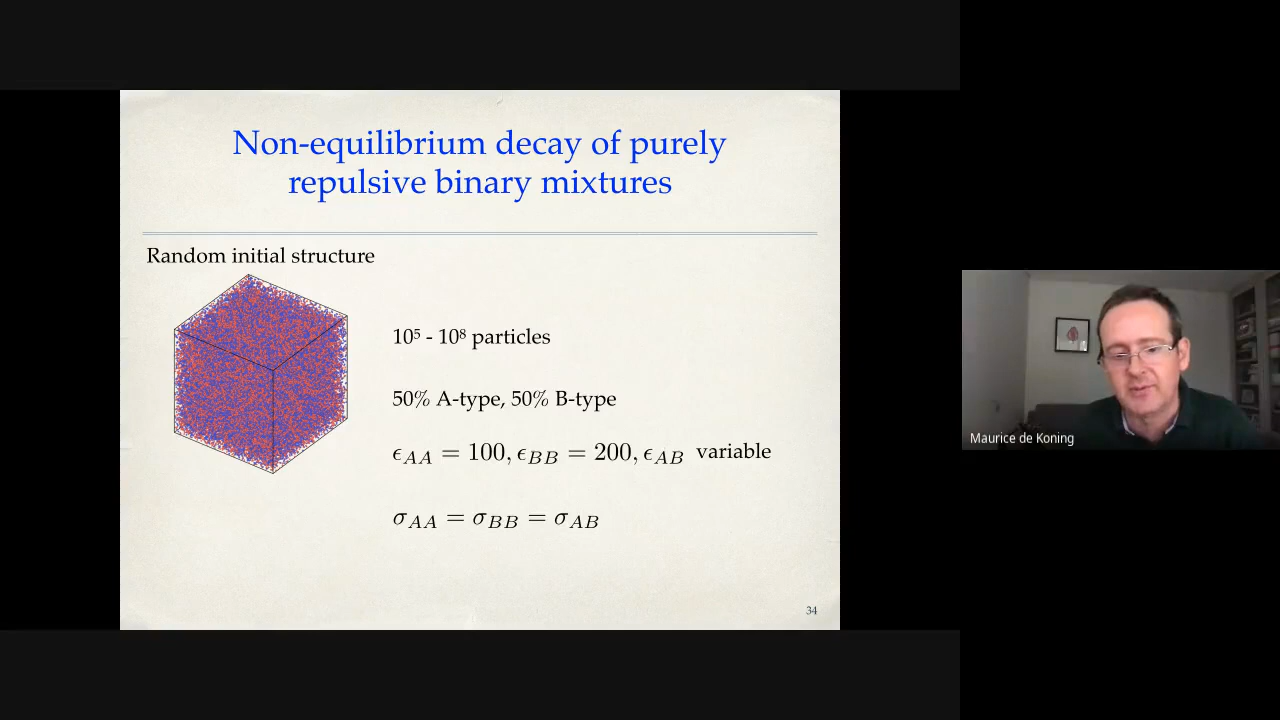 Non-equilibrium decay of purely
repulsive binary mixtures
Random initial structure
10⁵ - 10⁸ particles
50% A-type, 50% B-type
ϵ_AA = 100, ϵ_BB = 200, ϵ_AB variable
σ_AA = σ_BB = σ_AB
34
Maurice de Koning